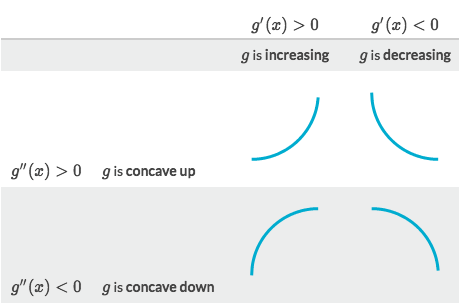 g′(x) > 0 g′(x) < 0
g is increasing g is decreasing
g″(x) > 0 g is concave up
g″(x) < 0 g is concave down